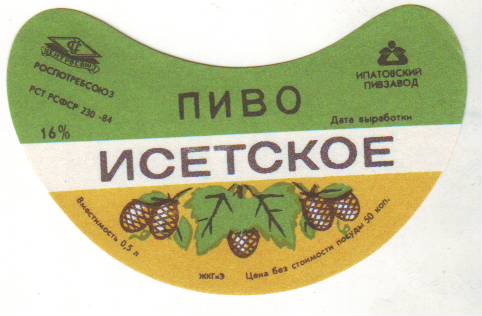 РОСПОТРЕБСОЮЗ
РСТ РСФСР 230-84
16%
ИПАТОВСКИЙ
ПИВЗАВОД
ПИВО
Дата выработки
ИСЕТСКОЕ
Вместимость 0,5 л
ЖКГиЭ
Цена без стоимости посуды 50 коп.